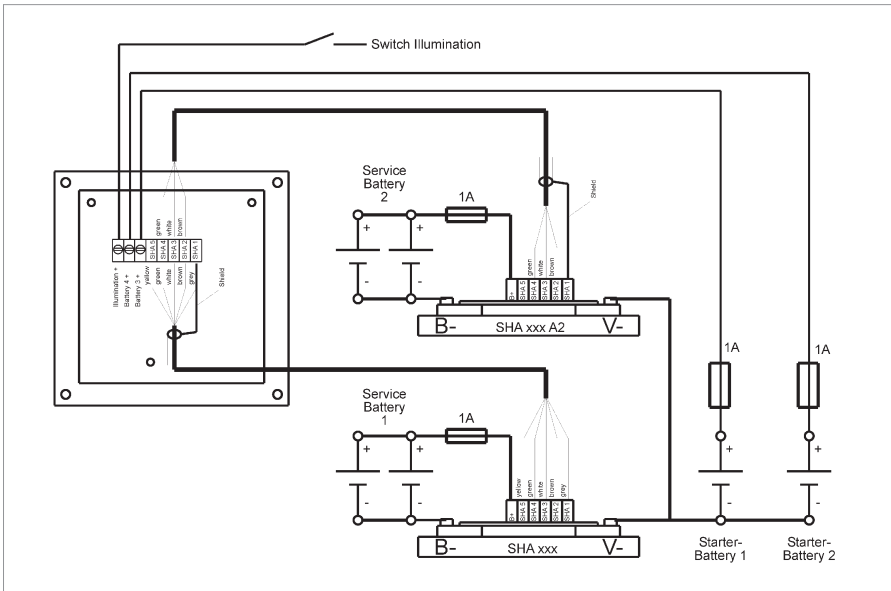 Switch Illumination
Service
Battery
2
1A
+
+
-
-
green
white
brown
Shield
B+
SHA 5
SHA 4
SHA 3
SHA 2
SHA 1
B-
SHA xxx A2
V-
green
white
brown
SHA 5
SHA 4
SHA 3
SHA 2
SHA 1
Illumination +
Battery 4 +
Battery 3 +
yellow
green
white
brown
grey
Shield
Service
Battery
1
1A
+
+
-
-
yellow
green
white
brown
grey
B+
SHA 5
SHA 4
SHA 3
SHA 2
SHA 1
B-
SHA xxx
V-
1A
1A
+
+
-
-
Starter-
Battery 1
Starter-
Battery 2